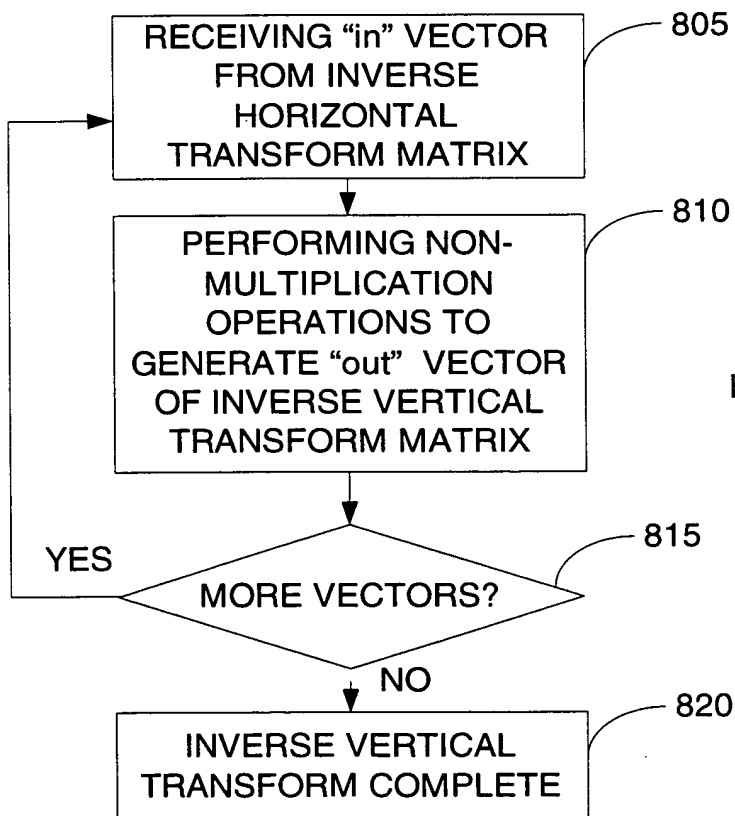 RECEIVING “in” VECTOR
FROM INVERSE
HORIZONTAL
TRANSFORM MATRIX
805
PERFORMING NON-
MULTIPLICATION
OPERATIONS TO
GENERATE “out” VECTOR
OF INVERSE VERTICAL
TRANSFORM MATRIX
810
YES
MORE VECTORS?
815
NO
INVERSE VERTICAL
TRANSFORM COMPLETE
820